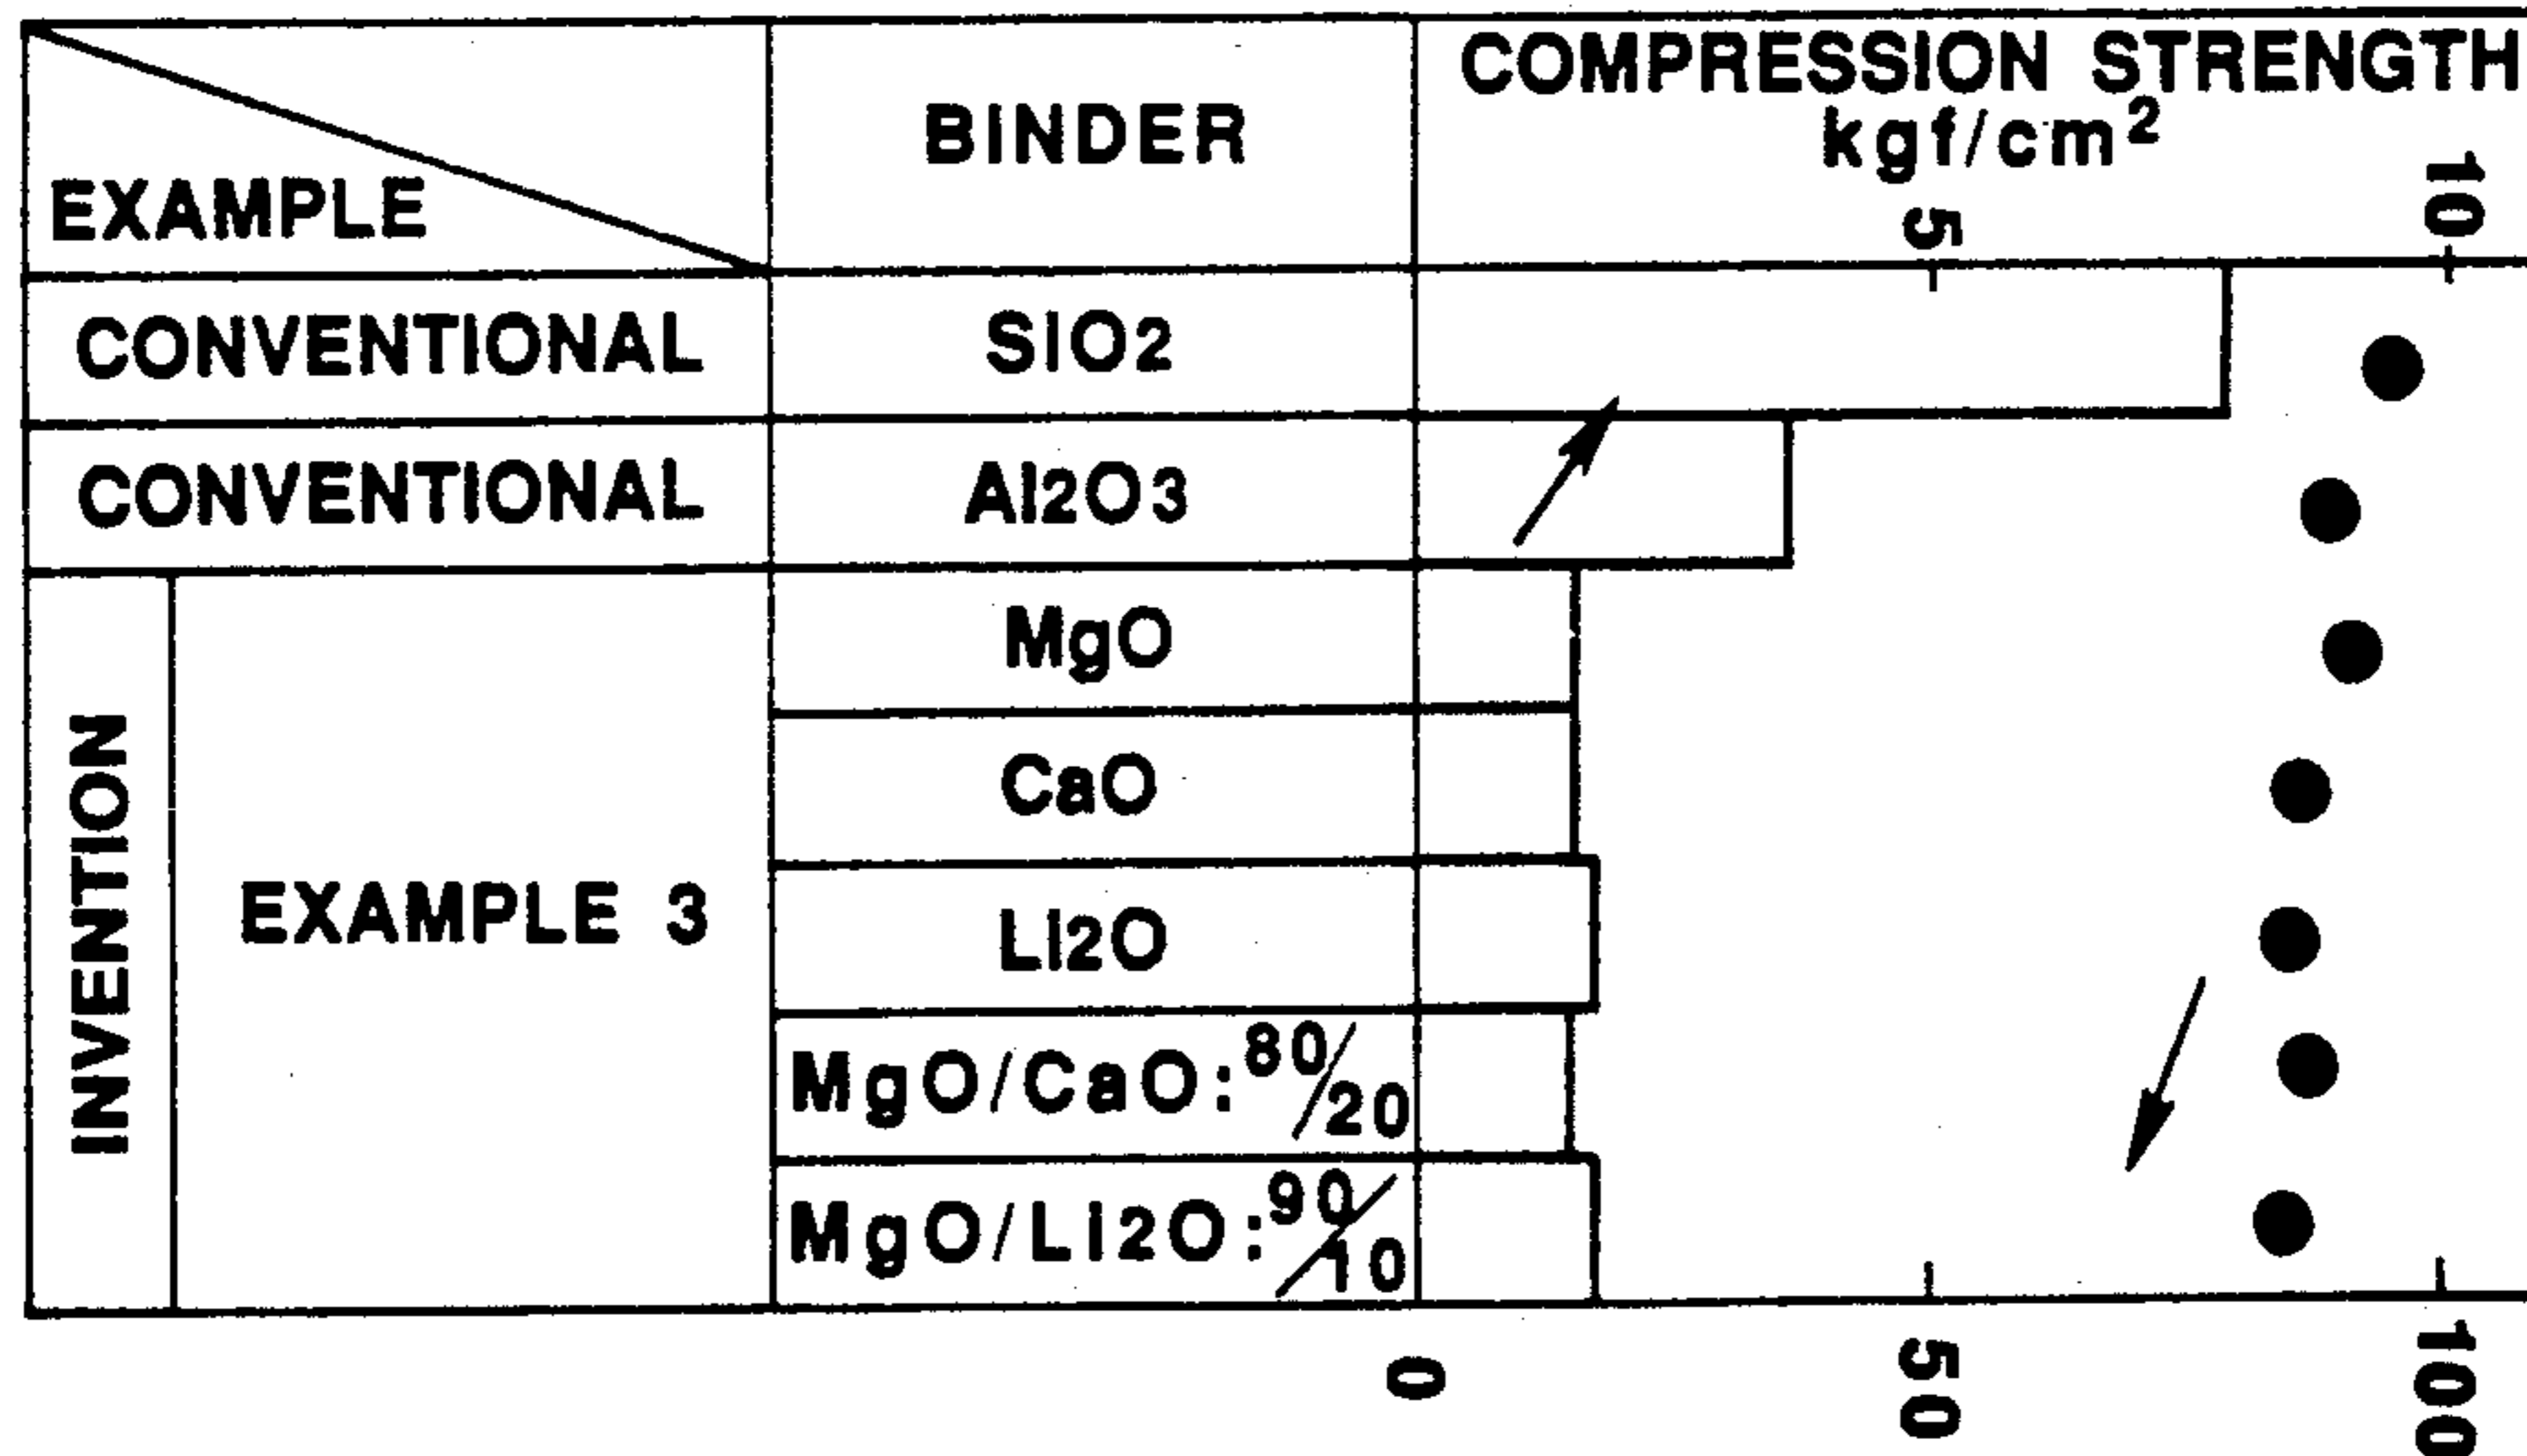 COMPRESSION STRENGTH
kgf/cm²
BINDER
EXAMPLE
5
10
CONVENTIONAL
SiO2
CONVENTIONAL
Al2O3
INVENTION
EXAMPLE 3
MgO
CaO
Li2O
MgO/CaO:80/20
MgO/Li2O:90/10
0
50
100